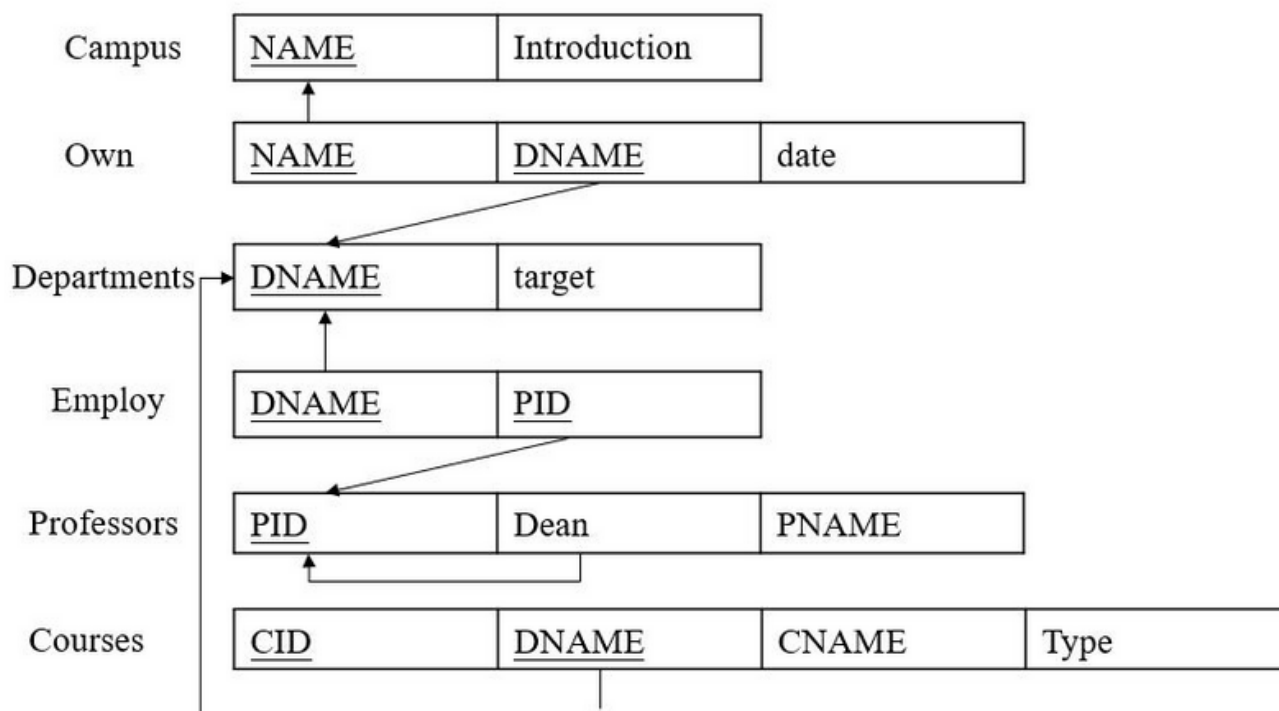 Campus NAME Introduction
Own NAME DNAME date
Departments DNAME target
Employ DNAME PID
Professors PID Dean PNAME
Courses CID DNAME CNAME Type